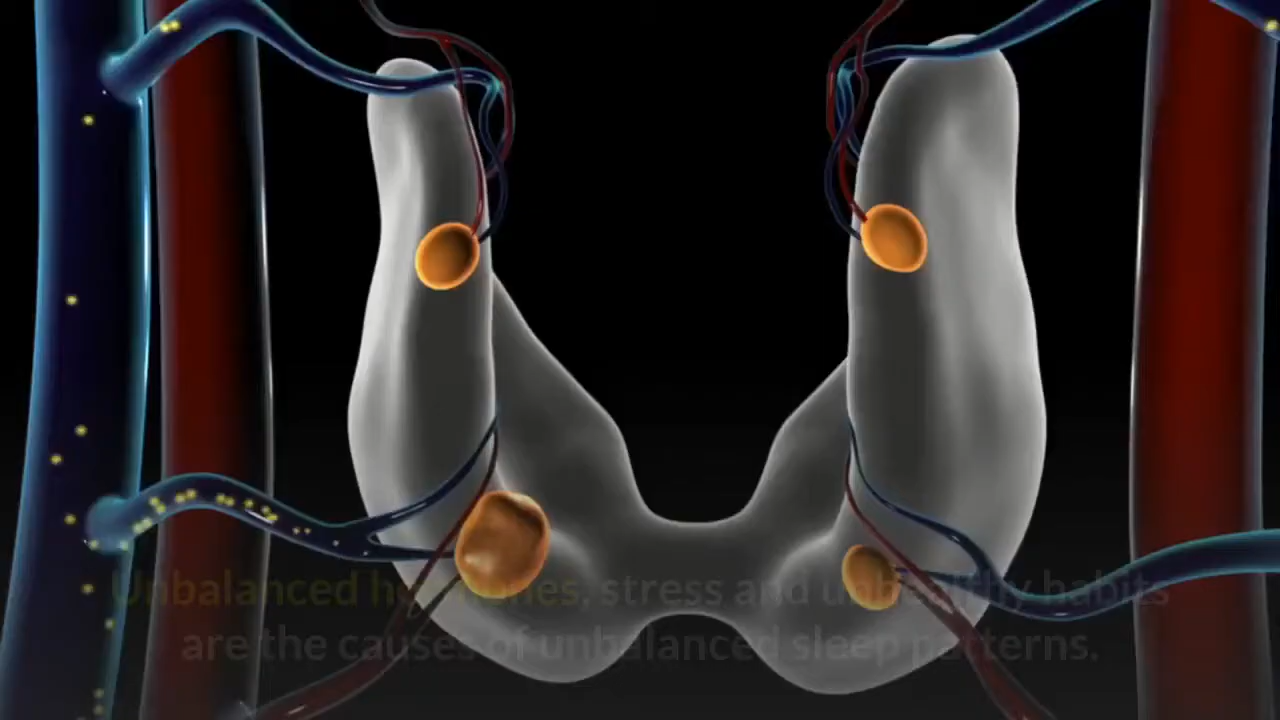 Unbalanced hormones, stress and unhealthy habits
are the causes of unbalanced sleep patterns.